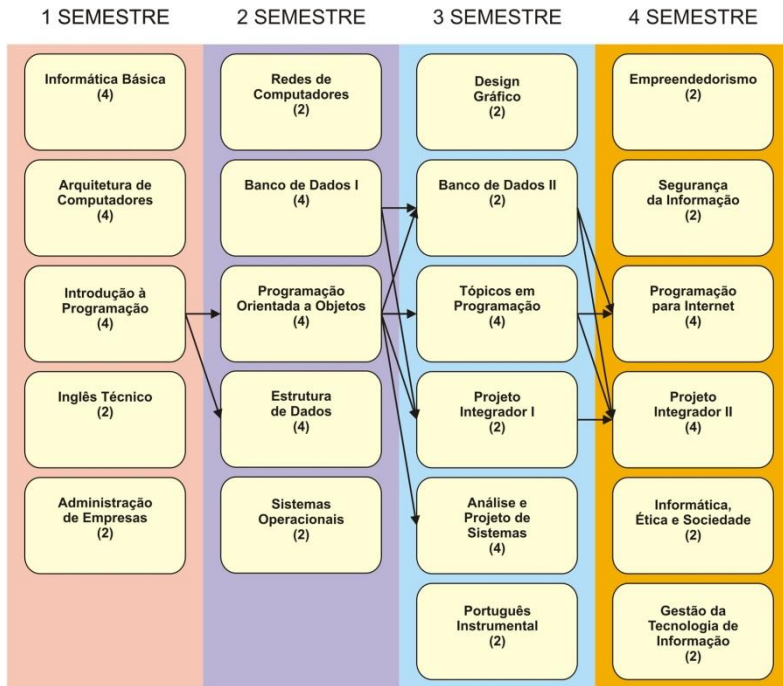 1 SEMESTRE
2 SEMESTRE
3 SEMESTRE
4 SEMESTRE
Informática Básica
(4)
Arquitetura de
Computadores
(4)
Introdução à
Programação
(4)
Inglês Técnico
(2)
Administração
de Empresas
(2)
Redes de
Computadores
(2)
Banco de Dados I
(4)
Programação
Orientada a Objetos
(4)
Estrutura
de Dados
(4)
Sistemas
Operacionais
(2)
Design
Gráfico
(2)
Banco de Dados II
(2)
Tópicos em
Programação
(4)
Projeto
Integrador I
(2)
Análise e
Projeto de
Sistemas
(4)
Português
Instrumental
(2)
Empreendedorismo
(2)
Segurança
da Informação
(2)
Programação
para Internet
(4)
Projeto
Integrador II
(4)
Informática,
Ética e Sociedade
(2)
Gestão da
Tecnologia de
Informação
(2)